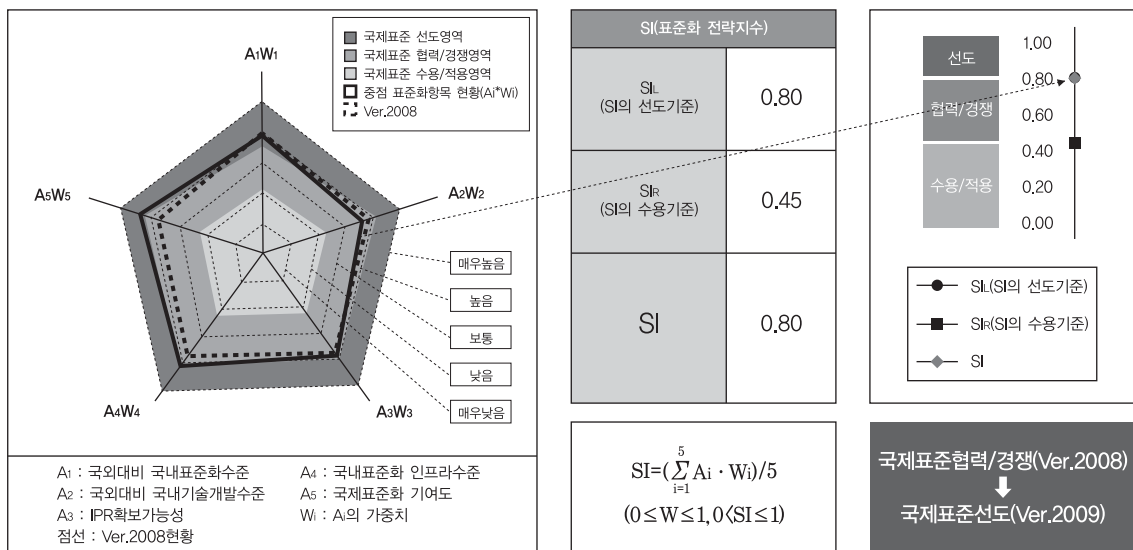 국제표준 선도영역
국제표준 협력/경쟁영역
국제표준 수용/적용영역
중점 표준화항목 현황(Ai*Wi)
Ver.2008
A1W1
A2W2
A3W3
A4W4
A5W5
매우높음
높음
보통
낮음
매우낮음
A1 : 국외대비 국내표준화수준
A2 : 국외대비 국내기술개발수준
A3 : IPR확보가능성
점선 : Ver.2008현황
A4 : 국내표준화 인프라수준
A5 : 국제표준화 기여도
Wi : Ai의 가중치
SI(표준화 전략지수)
SIL
(SI의 선도기준)
0.80
SIR
(SI의 수용기준)
0.45
SI
0.80
SI=(∑Ai · Wi)/5
5
i=1
(0≤W≤1, 0<SI≤1)
선도
협력/경쟁
수용/적용
1.00
0.80
0.60
0.40
0.20
0.00
SIL(SI의 선도기준)
SIR(SI의 수용기준)
SI
국제표준협력/경쟁(Ver.2008)
국제표준선도(Ver.2009)